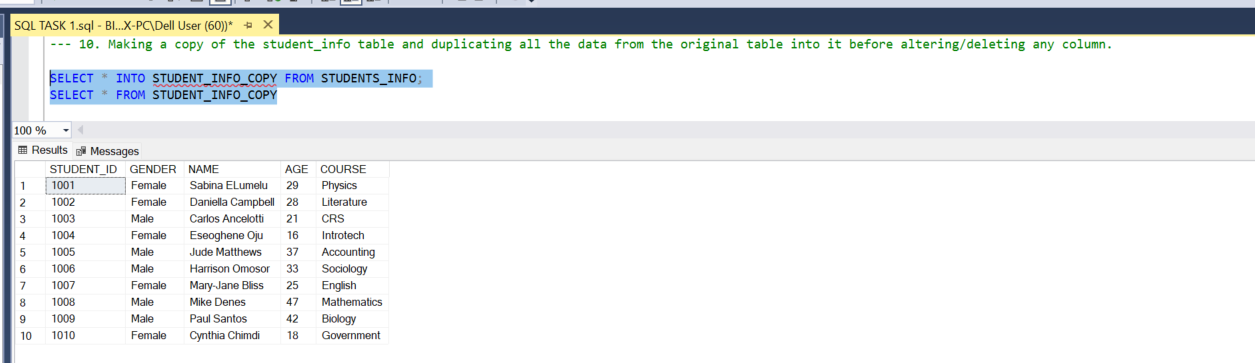 SQL TASK 1.sql - BI...X-PC\Dell User (60))*
--- 10. Making a copy of the student_info table and duplicating all the data from the original table into it before altering/deleting any column.
SELECT * INTO STUDENT_INFO_COPY FROM STUDENTS_INFO;
SELECT * FROM STUDENT_INFO_COPY
100 %
Results Messages
STUDENT_ID GENDER NAME AGE COURSE
1 1001 Female Sabina ELumelu 29 Physics
2 1002 Female Daniella Campbell 28 Literature
3 1003 Male Carlos Ancelotti 21 CRS
4 1004 Female Eseoghene Oju 16 Introtech
5 1005 Male Jude Matthews 37 Accounting
6 1006 Male Harrison Omosor 33 Sociology
7 1007 Female Mary-Jane Bliss 25 English
8 1008 Male Mike Denes 47 Mathematics
9 1009 Male Paul Santos 42 Biology
10 1010 Female Cynthia Chimdi 18 Government